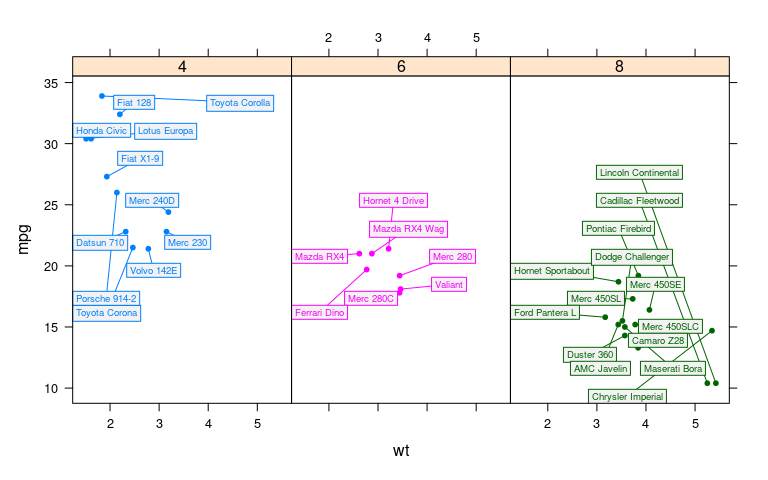 2 3 4 5
4 6 8
35
30
25
20
15
10
mpg
Fiat 128
Toyota Corolla
Honda Civic
Lotus Europa
Fiat X1-9
Merc 240D
Datsun 710
Merc 230
Volvo 142E
Porsche 914-2
Toyota Corona
Hornet 4 Drive
Mazda RX4 Wag
Mazda RX4
Merc 280
Valiant
Merc 280C
Ferrari Dino
Lincoln Continental
Cadillac Fleetwood
Pontiac Firebird
Dodge Challenger
Hornet Sportabout
Merc 450SE
Merc 450SL
Ford Pantera L
Merc 450SLC
Camaro Z28
Duster 360
AMC Javelin
Maserati Bora
Chrysler Imperial
2 3 4 5
2 3 4 5
wt